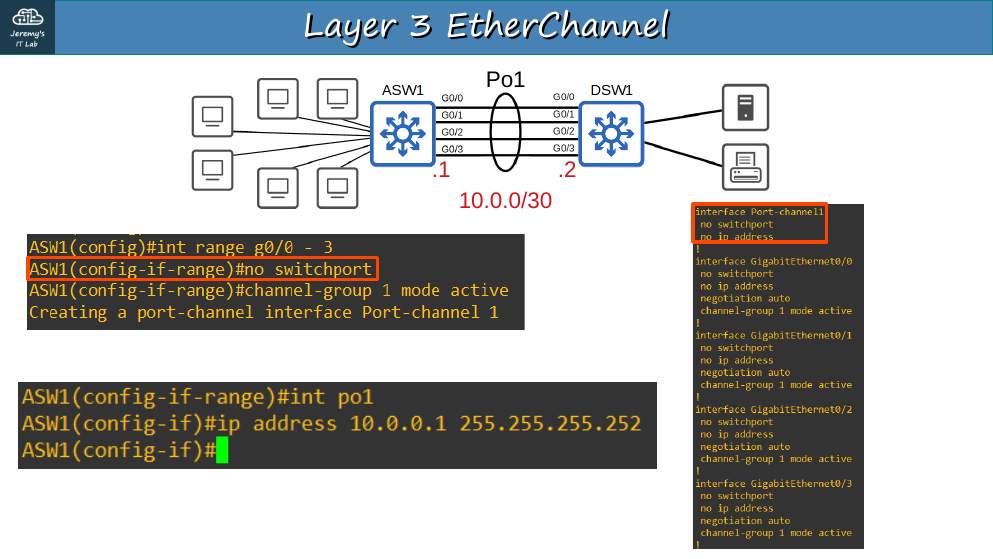 Jeremy's
IT Lab
Layer 3 EtherChannel
Po1
ASW1
DSW1
G0/0
G0/1
G0/2
G0/3
G0/0
G0/1
G0/2
G0/3
.1
.2
10.0.0/30
ASW1(config)#int range g0/0 - 3
ASW1(config-if-range)#no switchport
ASW1(config-if-range)#channel-group 1 mode active
Creating a port-channel interface Port-channel 1
ASW1(config-if-range)#int po1
ASW1(config-if)#ip address 10.0.0.1 255.255.255.252
ASW1(config-if)#
interface Port-channel1
no switchport
no ip address
!
interface GigabitEthernet0/0
no switchport
no ip address
negotiation auto
channel-group 1 mode active
!
interface GigabitEthernet0/1
no switchport
no ip address
negotiation auto
channel-group 1 mode active
!
interface GigabitEthernet0/2
no switchport
no ip address
negotiation auto
channel-group 1 mode active
!
interface GigabitEthernet0/3
no switchport
no ip address
negotiation auto
channel-group 1 mode active
!